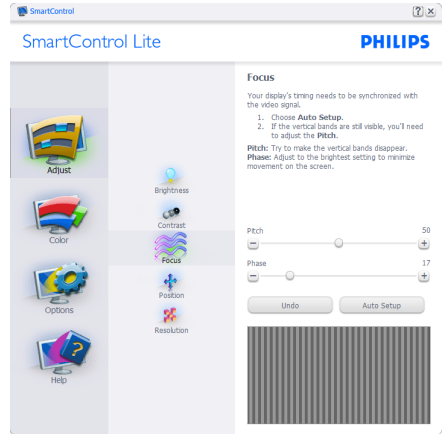 SmartControl
SmartControl Lite
PHILIPS
Adjust
Color
Options
Help
Brightness
Contrast
Focus
Position
Resolution
Focus
Your display's timing needs to be synchronized with
the video signal.
1. Choose Auto Setup.
2. If the vertical bands are still visible, you'll need
to adjust the Pitch.
Pitch: Try to make the vertical bands disappear.
Phase: Adjust to the brightest setting to minimize
movement on the screen.
Pitch 50
Phase 17
Undo Auto Setup